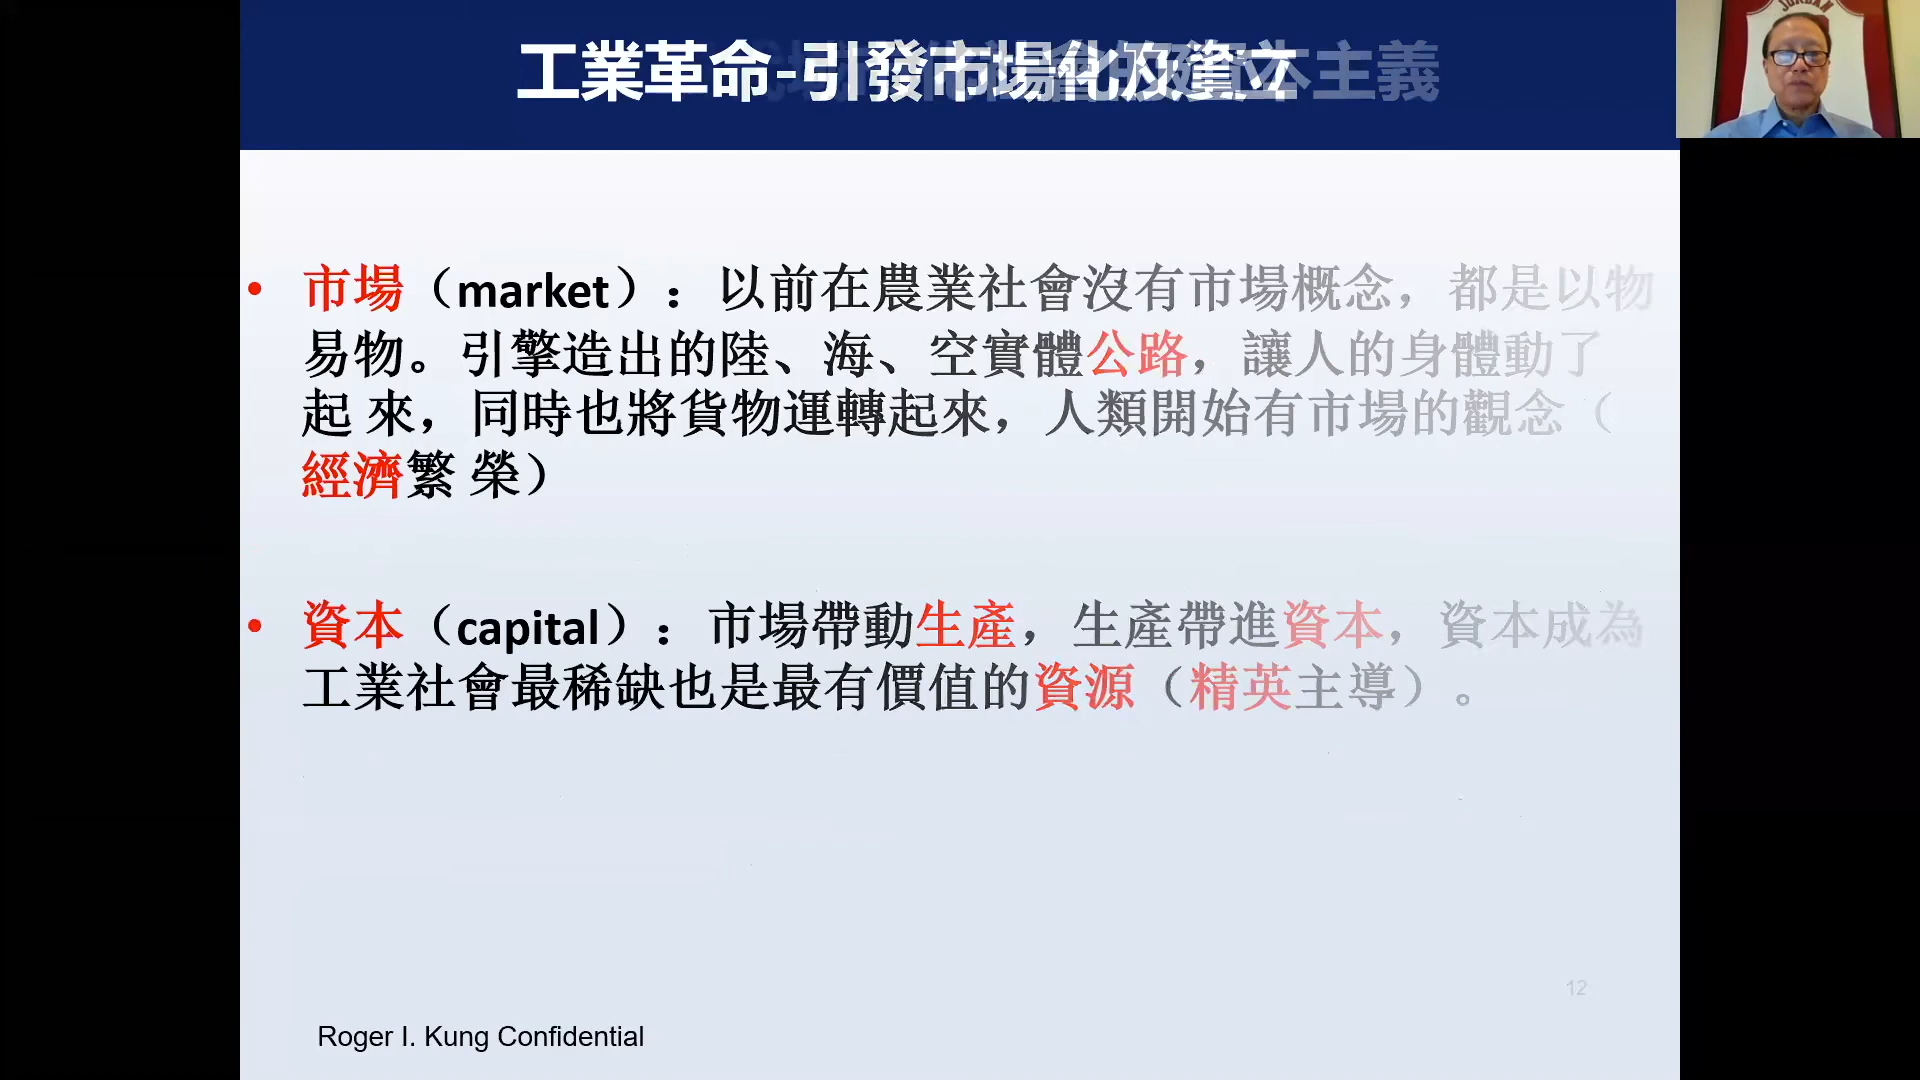 工業革命-引發市場化及資本主義
JORDAN
• 市場（market）：以前在農業社會沒有市場概念，都是以物
易物。引擎造出的陸、海、空實體公路，讓人的身體動了
起 來，同時也將貨物運轉起來，人類開始有市場的觀念（
經濟繁 榮）
• 資本（capital）：市場帶動生產，生產帶進資本，資本成為
工業社會最稀缺也是最有價值的資源（精英主導）。
12
Roger I. Kung Confidential